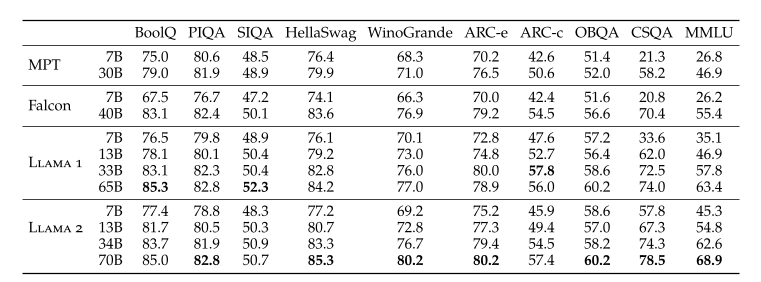 BoolQ PIQA SIQA HellaSwag WinoGrande ARC-e ARC-c OBQA CSQA MMLU
MPT
7B 75.0 80.6 48.5 76.4 68.3 70.2 42.6 51.4 21.3 26.8
30B 79.0 81.9 48.9 79.9 71.0 76.5 50.6 52.0 58.2 46.9
Falcon
7B 67.5 76.7 47.2 74.1 66.3 70.0 42.4 51.6 20.8 26.2
40B 83.1 82.4 50.1 83.6 76.9 79.2 54.5 56.6 70.4 55.4
Llama 1
7B 76.5 79.8 48.9 76.1 70.1 72.8 47.6 57.2 33.6 35.1
13B 78.1 80.1 50.4 79.2 73.0 74.8 52.7 56.4 62.0 46.9
33B 83.1 82.3 50.4 82.8 76.0 80.0 57.8 58.6 72.5 57.8
65B 85.3 82.8 52.3 84.2 77.0 78.9 56.0 60.2 74.0 63.4
Llama 2
7B 77.4 78.8 48.3 77.2 69.2 75.2 45.9 58.6 57.8 45.3
13B 81.7 80.5 50.3 80.7 72.8 77.3 49.4 57.0 67.3 54.8
34B 83.7 81.9 50.9 83.3 76.7 79.4 54.5 58.2 74.3 62.6
70B 85.0 82.8 50.7 85.3 80.2 80.2 57.4 60.2 78.5 68.9